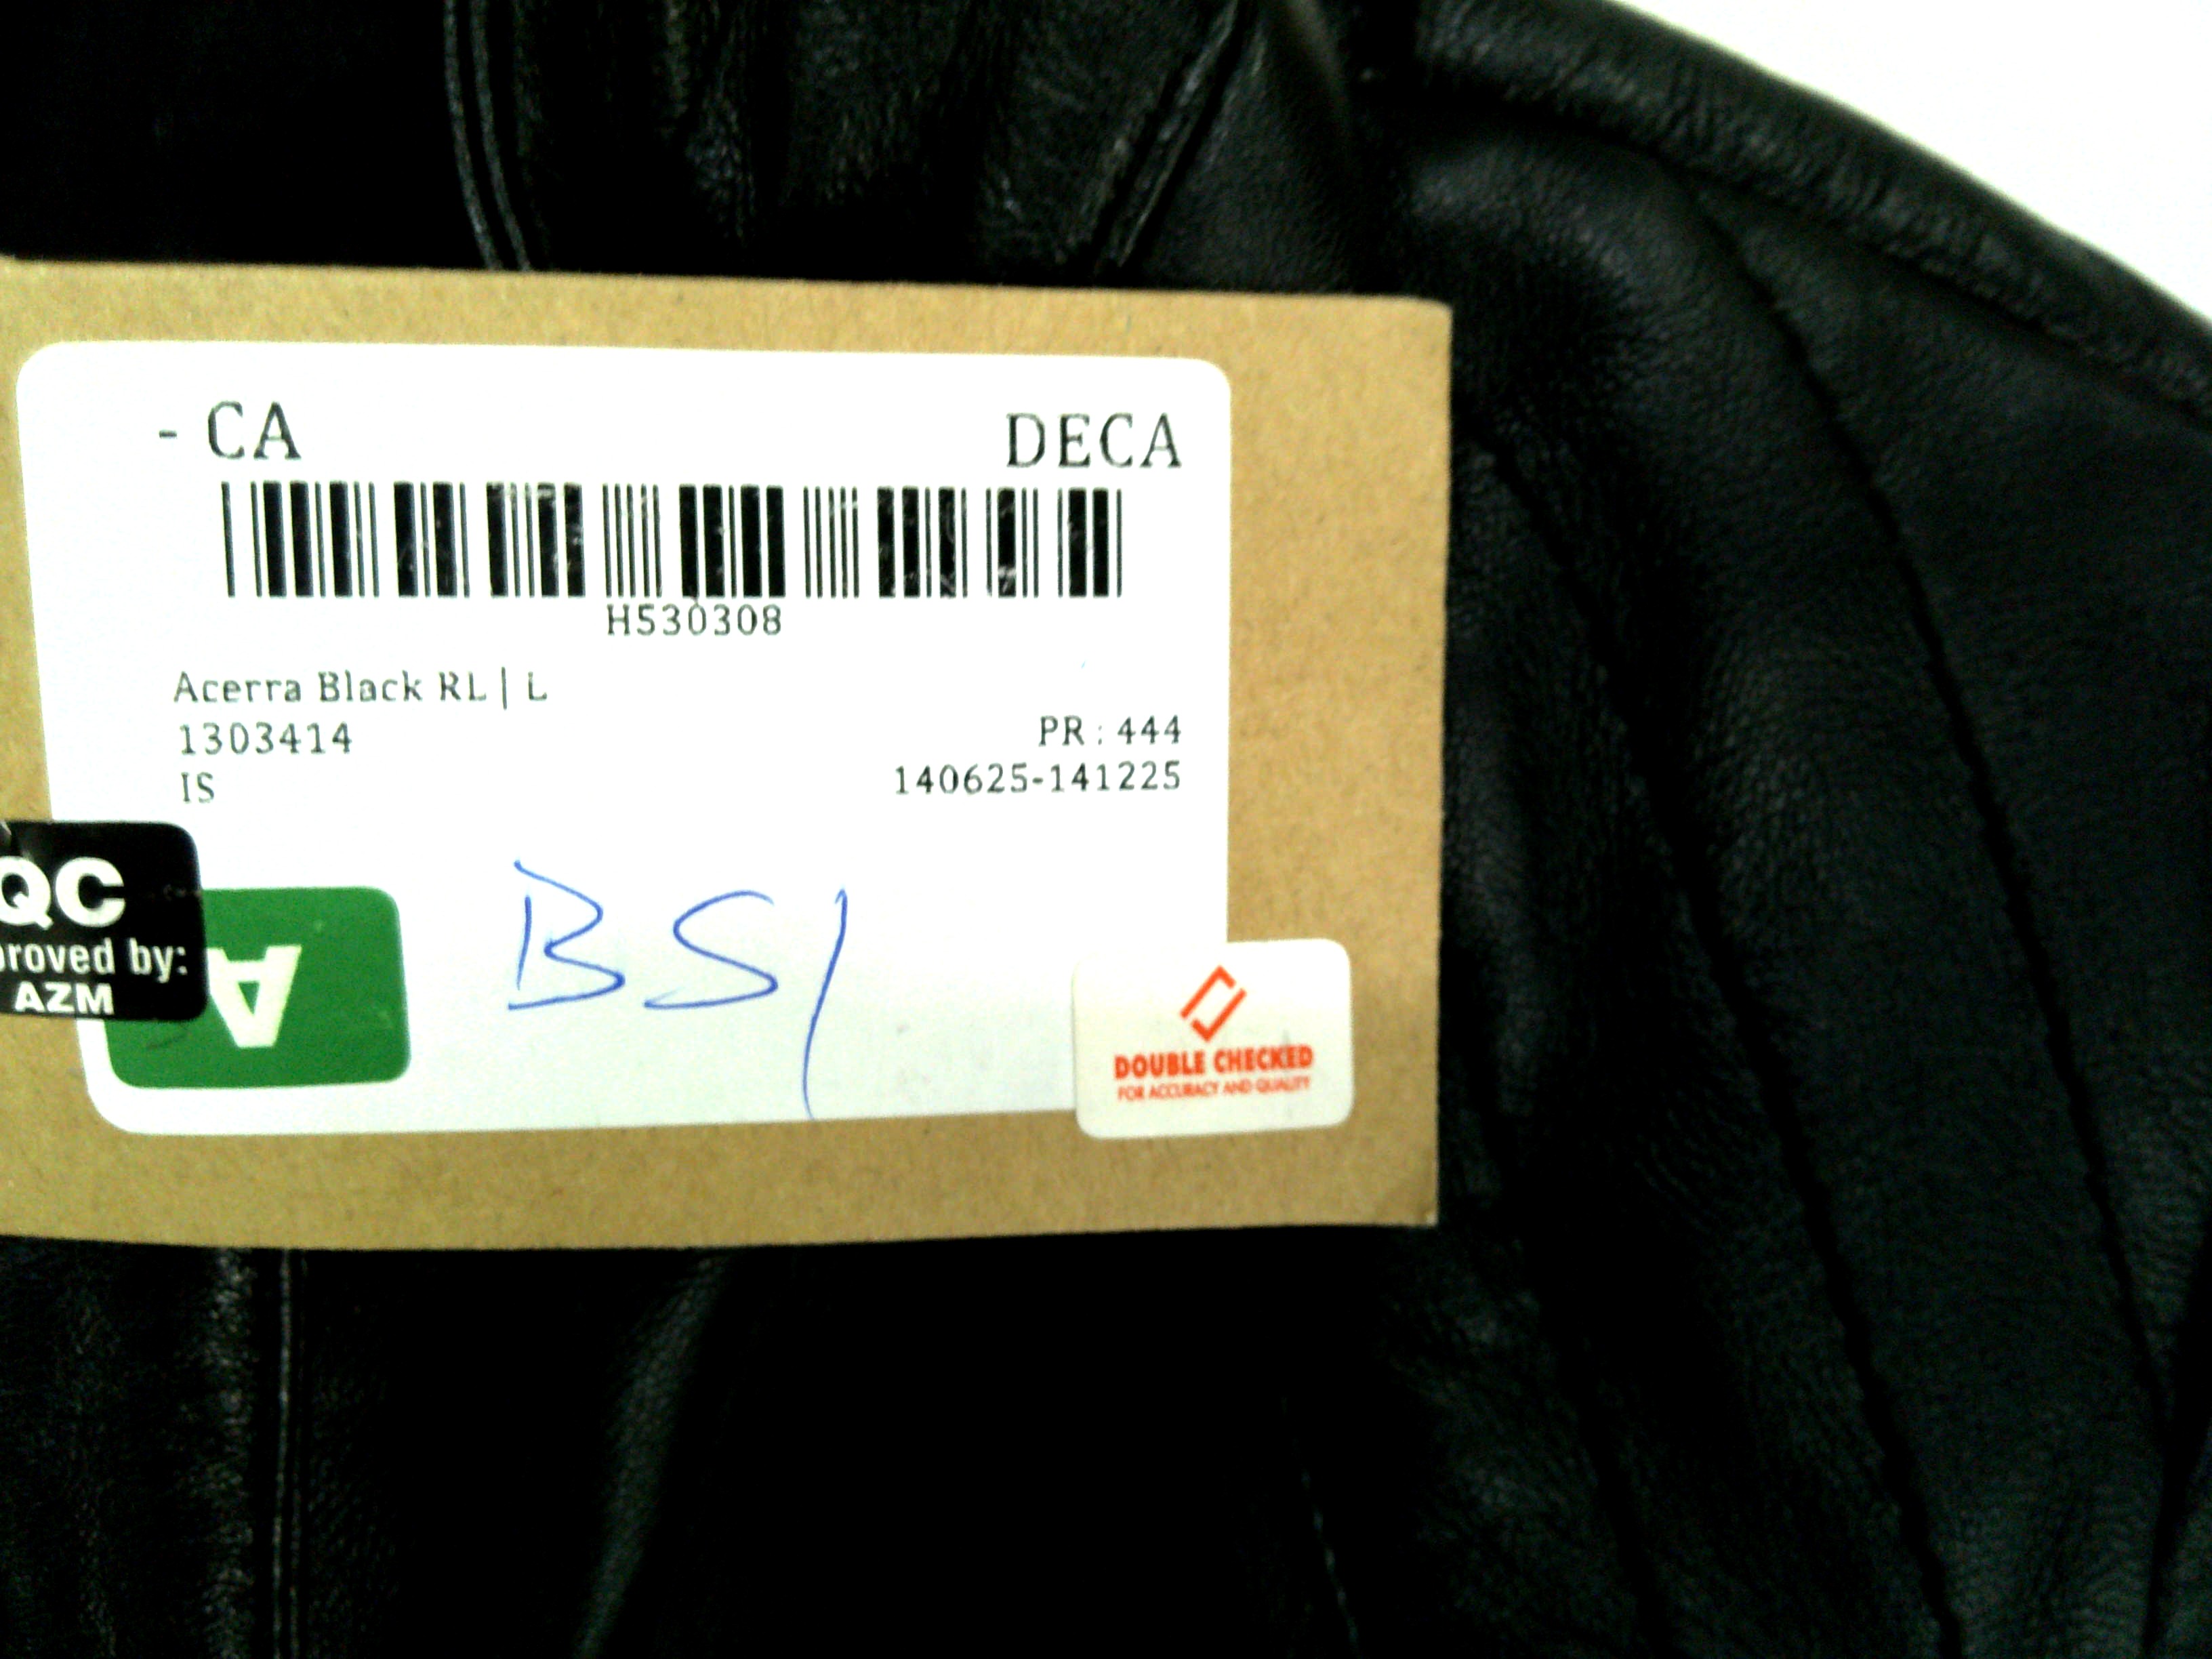 - CA DECA
H530308
Acerra Black RL | L
1303414
PR : 444
IS
140625-141225
QC
proved by:
AZM
A
BS1
DOUBLE CHECKED
FOR ACCURACY AND QUALITY